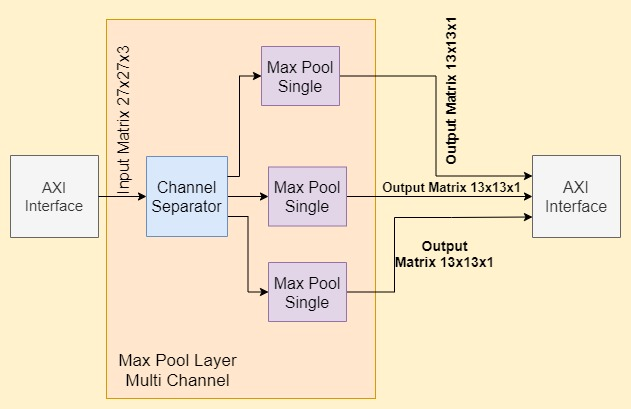 Input Matrix 27x27x3
Output Matrix 13x13x1
Max Pool
Single
AXI
Interface
Channel
Separator
Max Pool
Single
Output Matrix 13x13x1
AXI
Interface
Output
Matrix 13x13x1
Max Pool
Single
Max Pool Layer
Multi Channel